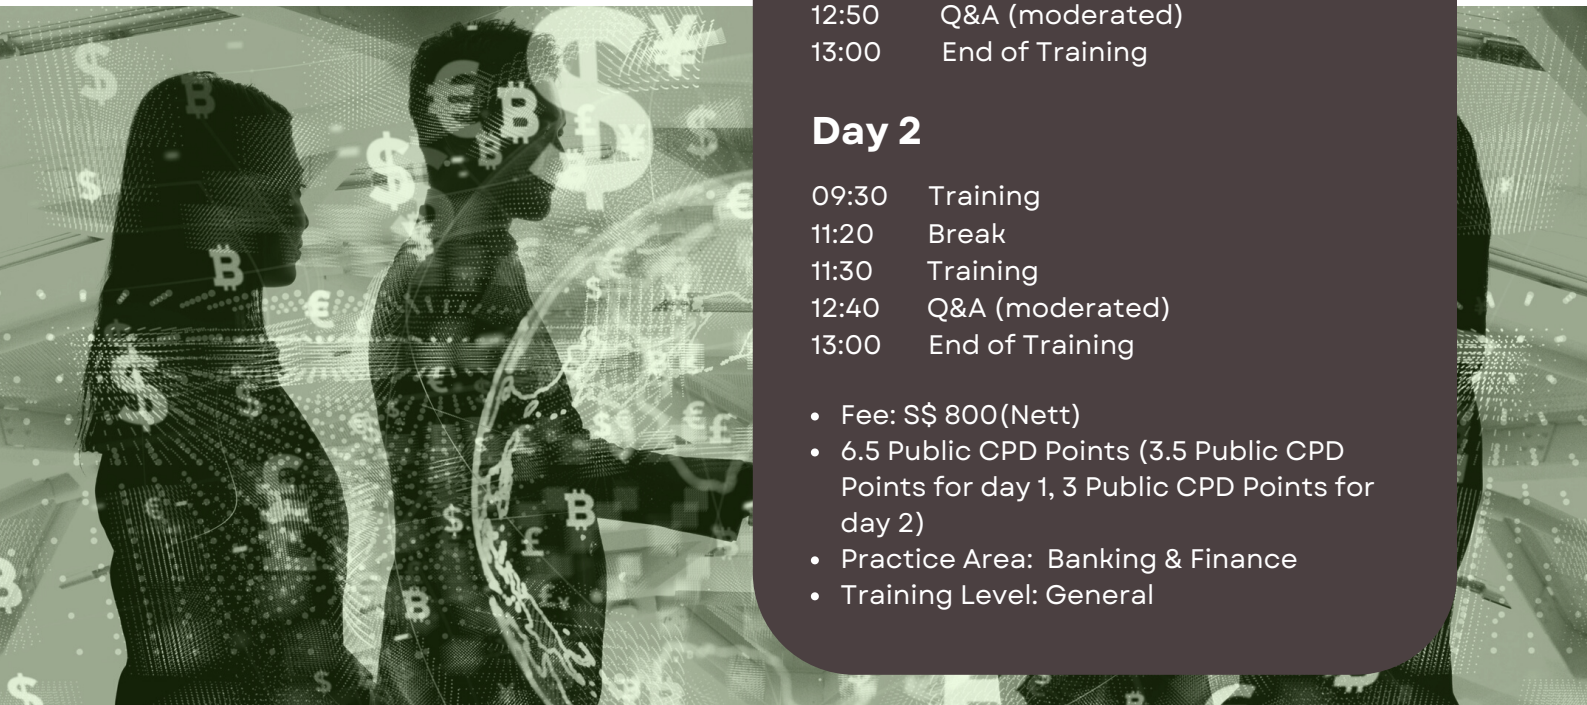 12:50 Q&A (moderated)
13:00 End of Training
Day 2
09:30 Training
11:20 Break
11:30 Training
12:40 Q&A (moderated)
13:00 End of Training
• Fee: S$ 800(Nett)
• 6.5 Public CPD Points (3.5 Public CPD
Points for day 1, 3 Public CPD Points for
day 2)
• Practice Area:  Banking & Finance
• Training Level: General